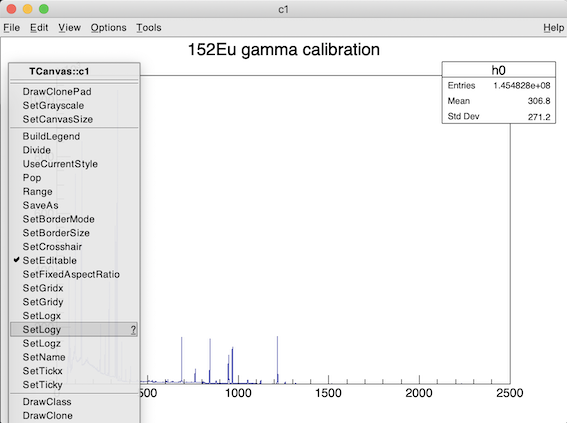 c1
File Edit View Options Tools Help
152Eu gamma calibration
TCanvas::c1
DrawClonePad
SetGrayscale
SetCanvasSize
BuildLegend
Divide
UseCurrentStyle
Pop
Range
SaveAs
SetBorderMode
SetBorderSize
SetCrosshair
✔ SetEditable
SetFixedAspectRatio
SetGridx
SetGridy
SetLogx
SetLogy ?
SetLogz
SetName
SetTickx
SetTicky
DrawClass
DrawClone
h0
Entries 1.454828e+08
Mean 306.8
Std Dev 271.2
500 1000 1500 2000 2500